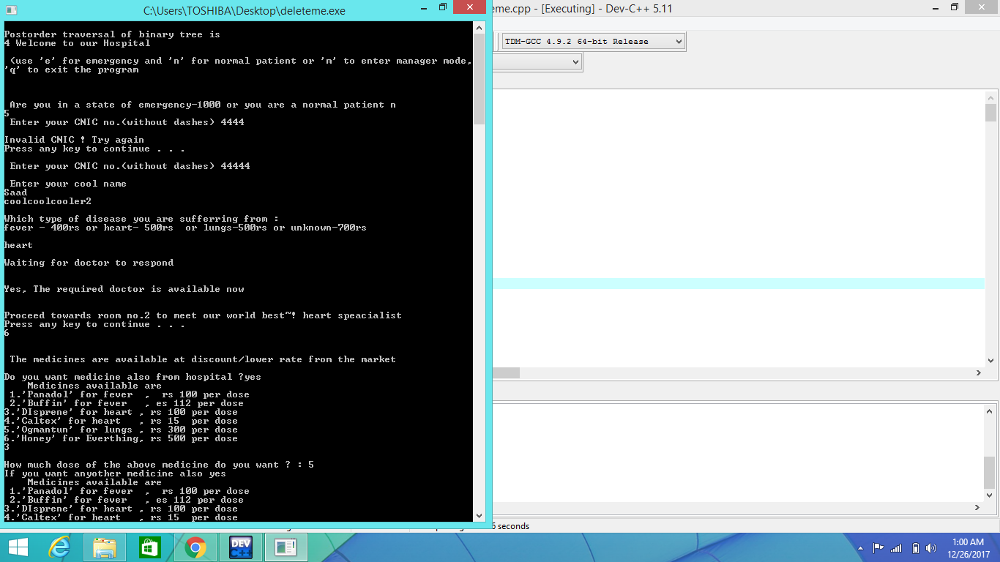 C:\Users\TOSHIBA\Desktop\deleteme.exe
eme.cpp - [Executing] - Dev-C++ 5.11
TDM-GCC 4.9.2 64-bit Release
Postorder traversal of binary tree is
4 Welcome to our Hospital
(use 'e' for emergency and 'n' for normal patient or 'm' to enter manager mode,
'q' to exit the program
Are you in a state of emergency-1000 or you are a normal patient n
5
Enter your CNIC no.(without dashes) 4444
Invalid CNIC ! Try again
Press any key to continue . . .
Enter your CNIC no.(without dashes) 44444
Enter your cool name
Saad
coolcoolcooler2
Which type of disease you are sufferring from :
fever - 400rs or heart- 500rs  or lungs-500rs or unknown-700rs
heart
Waiting for doctor to respond
Yes, The required doctor is available now
Proceed towards room no.2 to meet our world best~! heart speacialist
Press any key to continue . . .
6
The medicines are available at discount/lower rate from the market
Do you want medicine also from hospital ?yes
Medicines available are
1.'Panadol' for fever  ,  rs 100 per dose
2.'Buffin' for fever   , es 112 per dose
3.'DIsprene' for heart , rs 100 per dose
4.'Caltex' for heart   , rs 15  per dose
5.'Ogmantun' for lungs , rs 300 per dose
6.'Honey' for Everthing, rs 500 per dose
3
How much dose of the above medicine do you want ? : 5
If you want anyother medicine also yes
Medicines available are
1.'Panadol' for fever  ,  rs 100 per dose
2.'Buffin' for fever   , es 112 per dose
3.'DIsprene' for heart , rs 100 per dose
4.'Caltex' for heart   , rs 15  per dose
6 seconds
DEV C++
1:00 AM
12/26/2017